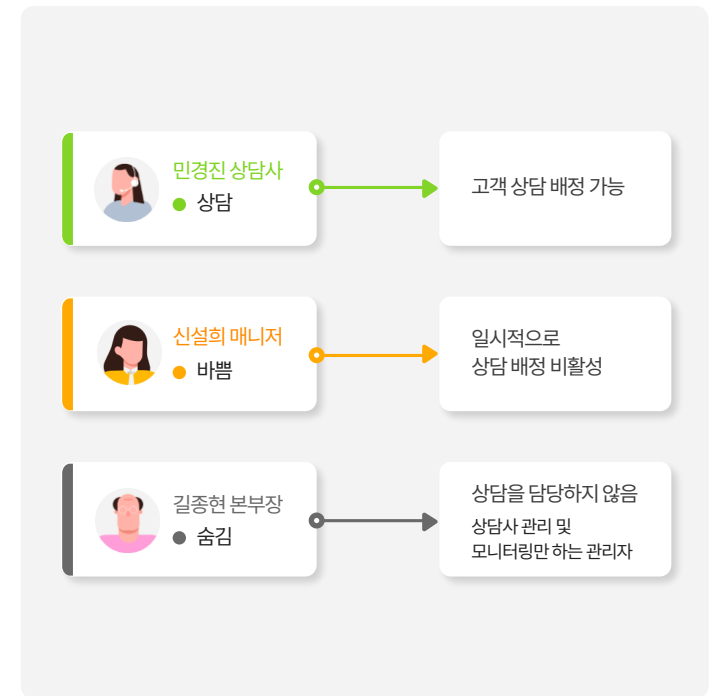 민경진 상담사
상담
고객 상담 배정 가능
신설희 매니저
바쁨
일시적으로
상담 배정 비활성
길종현 본부장
숨김
상담을 담당하지 않음
상담사 관리 및
모니터링만 하는 관리자